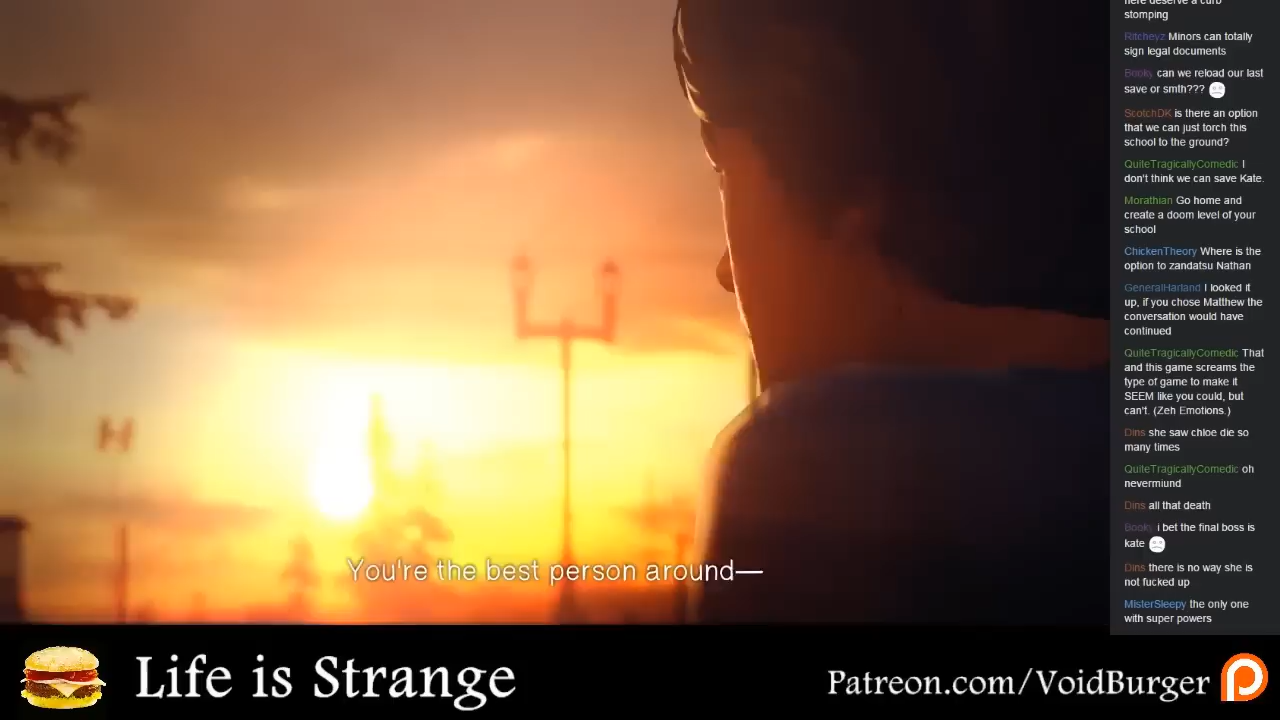 here deserve a curb
stomping
Ritcheyz Minors can totally
sign legal documents
Booky can we reload our last
save or smth???
ScotchDK is there an option
that we can just torch this
school to the ground?
QuiteTragicallyComedic I
don't think we can save Kate.
Morathian Go home and
create a doom level of your
school
ChickenTheory Where is the
option to zandatsu Nathan
GeneralHarland I looked it
up, if you chose Matthew the
conversation would have
continued
QuiteTragicallyComedic That
and this game screams the
type of game to make it
SEEM like you could, but
can't. (Zeh Emotions.)
Dins she saw chloe die so
many times
QuiteTragicallyComedic oh
nevermiund
Dins all that death
Booky i bet the final boss is
kate
Dins there is no way she is
not fucked up
MisterSleepy the only one
with super powers
You're the best person around—
Life is Strange
Patreon.com/VoidBurger